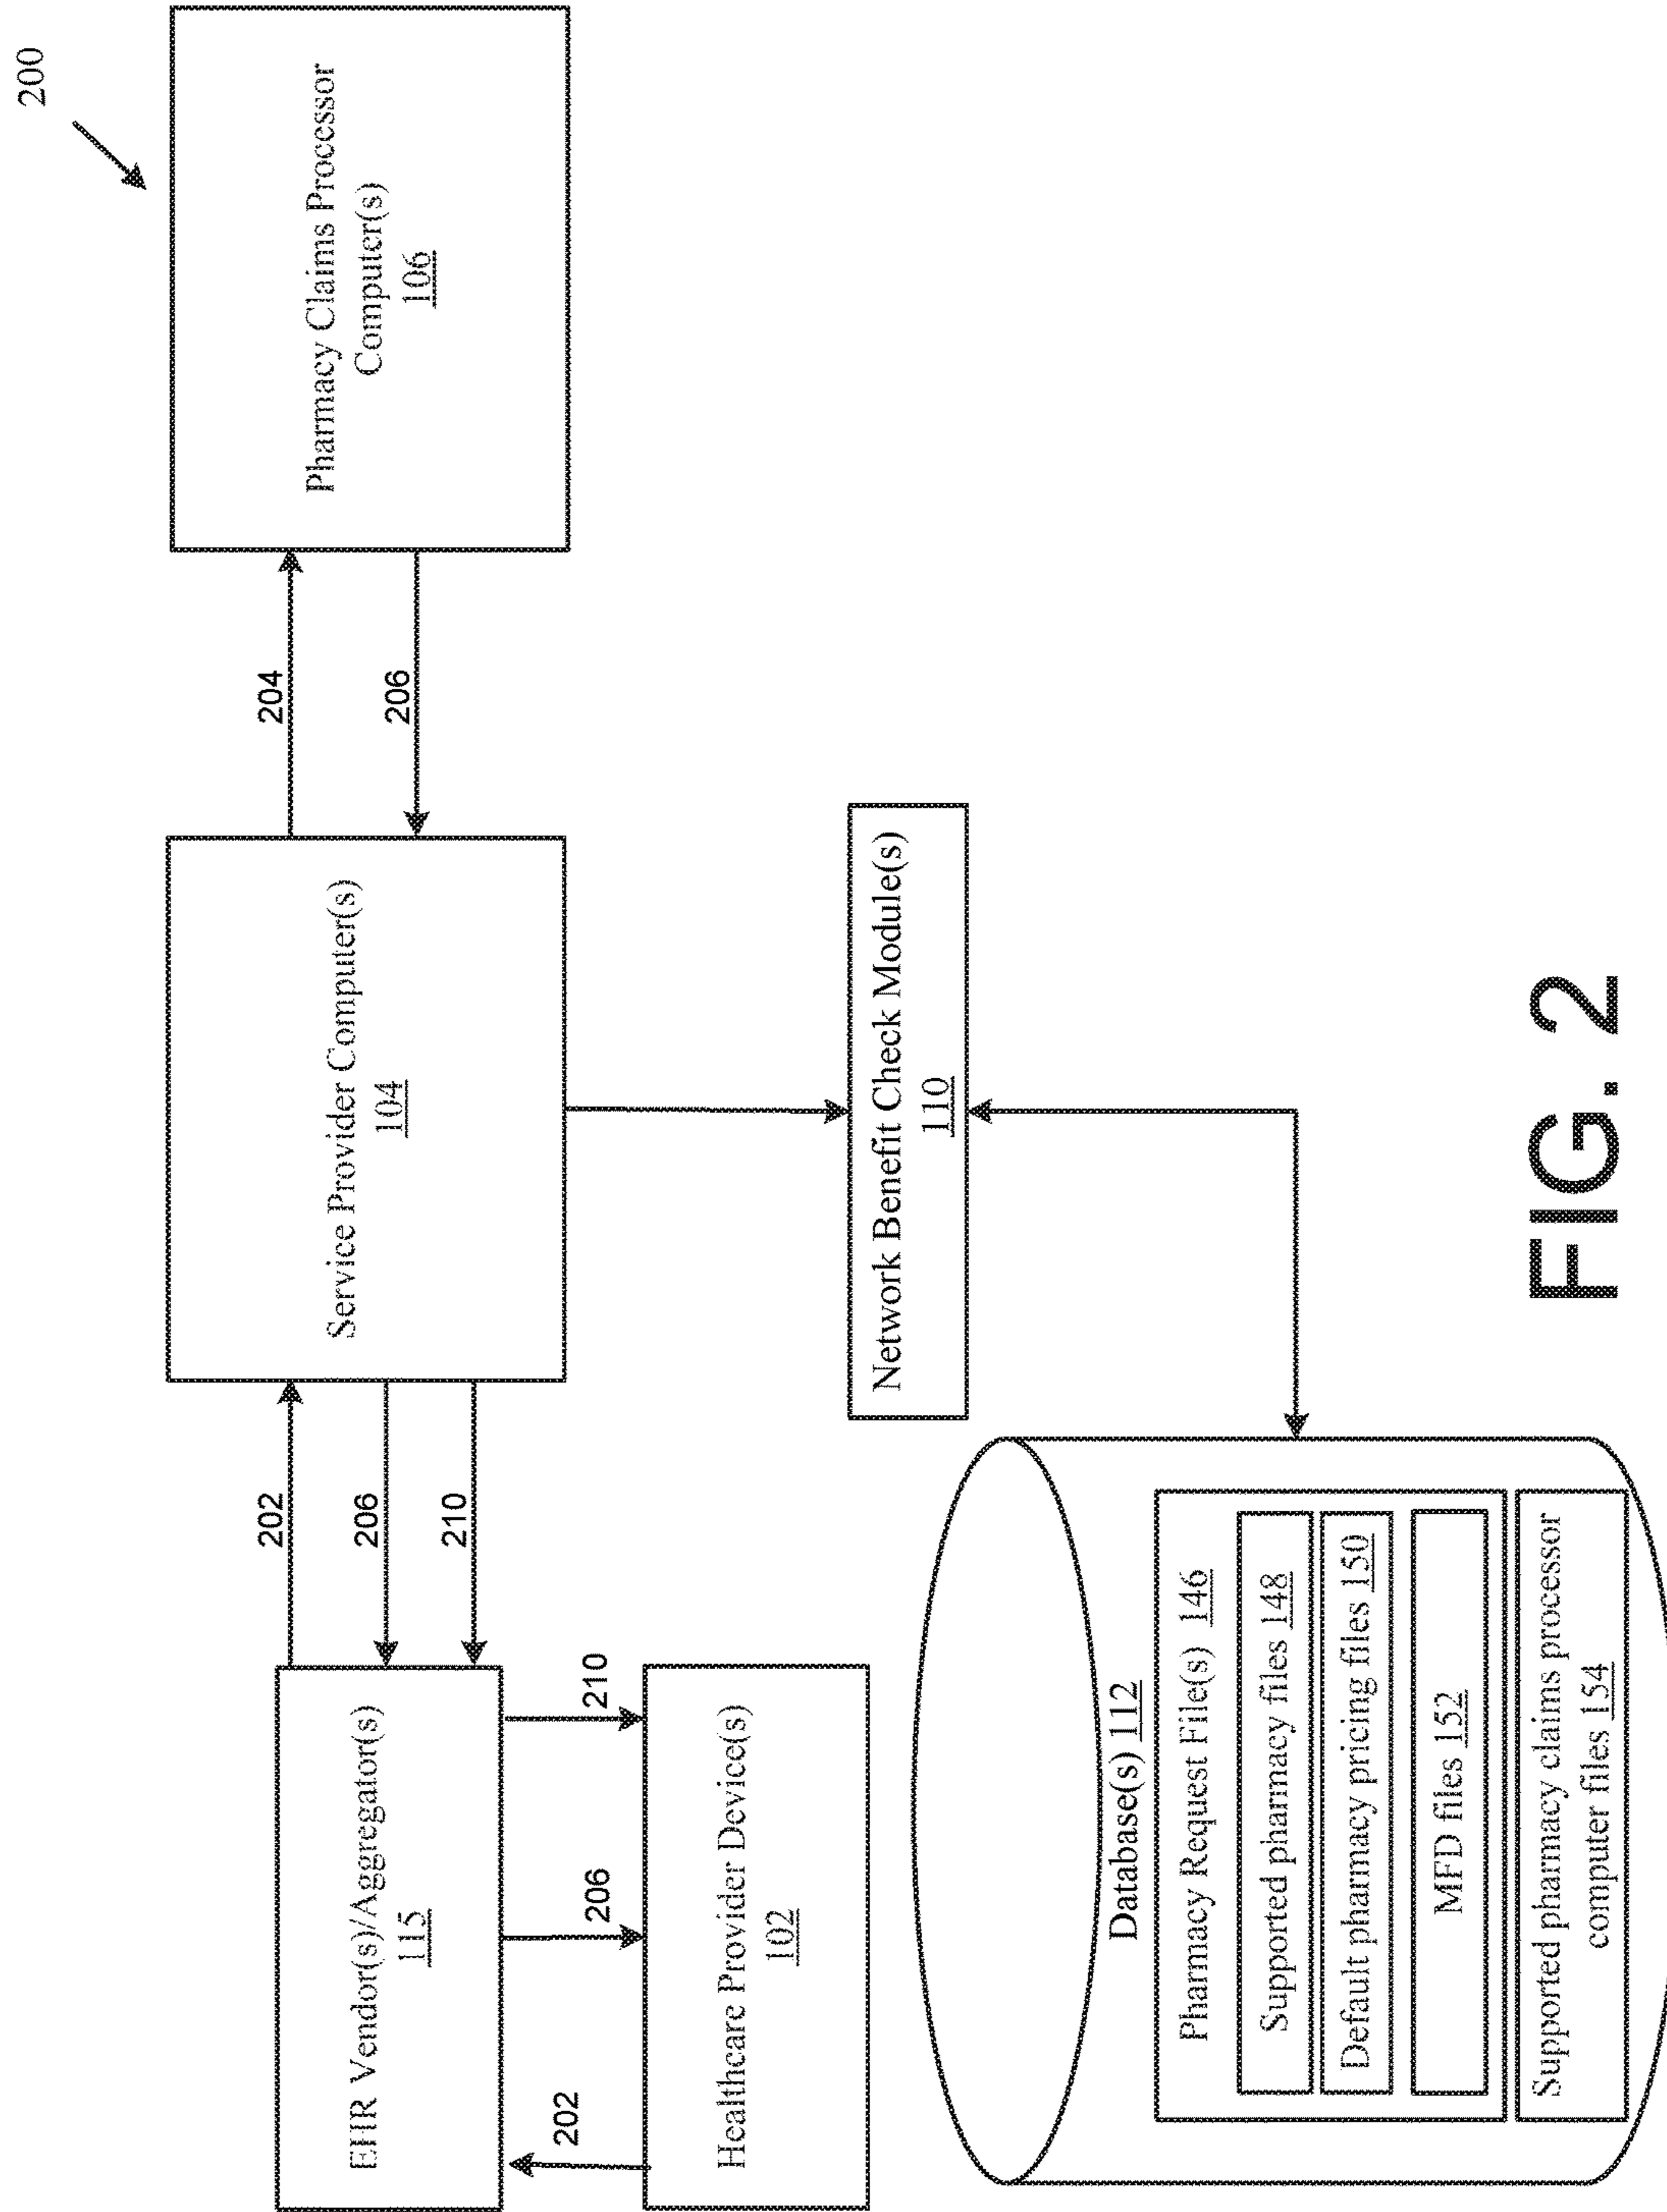 200
EHR Vendor(s)/Aggregator(s)
115
202
206
210
Service Provider Computer(s)
104
204
206
Pharmacy Claims Processor
Computer(s)
106
202
206
210
Healthcare Provider Device(s)
102
Network Benefit Check Module(s)
110
Database(s) 112
Pharmacy Request File(s) 146
Supported pharmacy files 148
Default pharmacy pricing files 150
MFD files 152
Supported pharmacy claims processor
computer files 154
FIG. 2